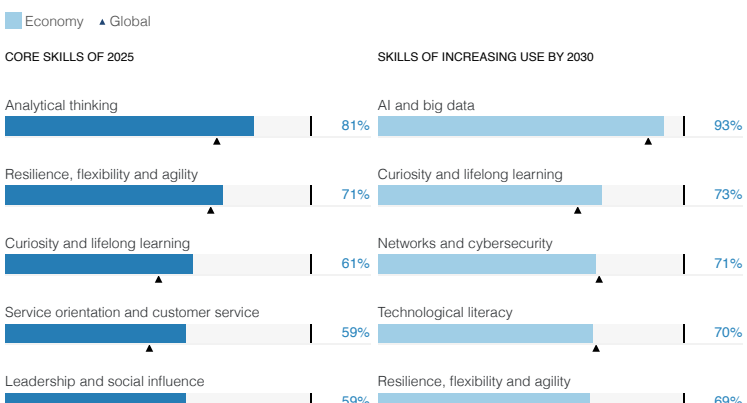 Economy ▲ Global
CORE SKILLS OF 2025
Analytical thinking
81%
Resilience, flexibility and agility
71%
Curiosity and lifelong learning
61%
Service orientation and customer service
59%
Leadership and social influence
59%
SKILLS OF INCREASING USE BY 2030
AI and big data
93%
Curiosity and lifelong learning
73%
Networks and cybersecurity
71%
Technological literacy
70%
Resilience, flexibility and agility
69%